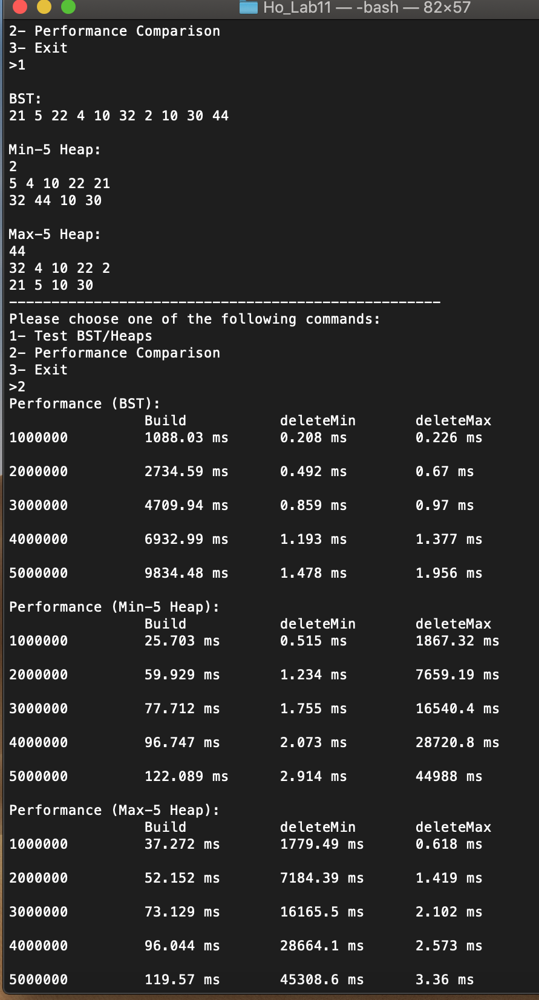 Ho_Lab11 — -bash — 82×57
2- Performance Comparison
3- Exit
>1
BST:
21 5 22 4 10 32 2 10 30 44
Min-5 Heap:
2
5 4 10 22 21
32 44 10 30
Max-5 Heap:
44
32 4 10 22 2
21 5 10 30
---------------------------------------------------
Please choose one of the following commands:
1- Test BST/Heaps
2- Performance Comparison
3- Exit
>2
Performance (BST):
Build deleteMin deleteMax
1000000 1088.03 ms 0.208 ms 0.226 ms
2000000 2734.59 ms 0.492 ms 0.67 ms
3000000 4709.94 ms 0.859 ms 0.97 ms
4000000 6932.99 ms 1.193 ms 1.377 ms
5000000 9834.48 ms 1.478 ms 1.956 ms
Performance (Min-5 Heap):
Build deleteMin deleteMax
1000000 25.703 ms 0.515 ms 1867.32 ms
2000000 59.929 ms 1.234 ms 7659.19 ms
3000000 77.712 ms 1.755 ms 16540.4 ms
4000000 96.747 ms 2.073 ms 28720.8 ms
5000000 122.089 ms 2.914 ms 44988 ms
Performance (Max-5 Heap):
Build deleteMin deleteMax
1000000 37.272 ms 1779.49 ms 0.618 ms
2000000 52.152 ms 7184.39 ms 1.419 ms
3000000 73.129 ms 16165.5 ms 2.102 ms
4000000 96.044 ms 28664.1 ms 2.573 ms
5000000 119.57 ms 45308.6 ms 3.36 ms